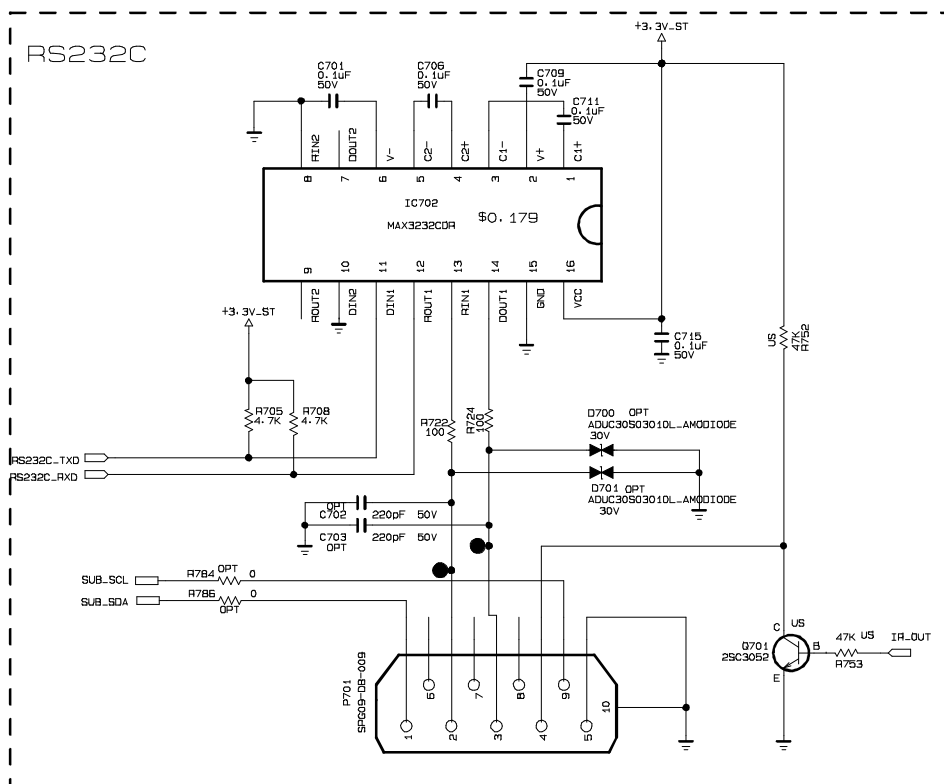 +3.3V_ST
RS232C
C701
0.1uF
50V
C706
0.1uF
50V
C709
0.1uF
50V
C711
0.1uF
50V
RIN2
DOUT2
V-
C2-
C2+
C1-
V+
C1+
8
7
6
5
4
3
2
1
IC702
MAX3232CDR
$0.179
9
10
11
12
13
14
15
16
ROUT2
DIN2
DIN1
ROUT1
RIN1
DOUT1
GND
VCC
+3.3V_ST
C715
0.1uF
50V
US
47K
R752
R705
4.7K
R708
4.7K
R722
100
R724
100
D700 OPT
ADUC30S03010L_AMODIODE
30V
RS232C_TXD
RS232C_RXD
D701 OPT
ADUC30S03010L_AMODIODE
30V
OPT
C702 220pF 50V
C703 220pF 50V
OPT
SUB_SCL
R784 OPT 0
SUB_SDA
R786 OPT 0
C US
Q701
2SC3052
B
E
47K US
R753
IR_OUT
P701
SPG09-DB-009
6
7
8
9
10
1
2
3
4
5